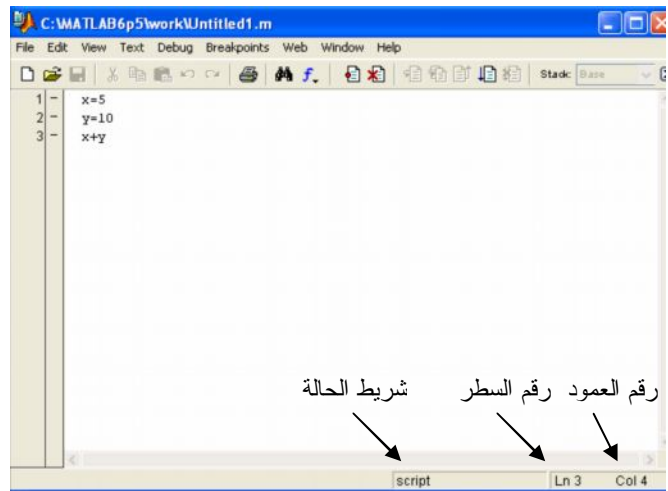 C:\MATLAB6p5\work\Untitled1.m
File Edit View Text Debug Breakpoints Web Window Help
Stack: Base
1 - x=5
2 - y=10
3 - x+y
شريط الحالة رقم السطر رقم العمود
script Ln 3 Col 4